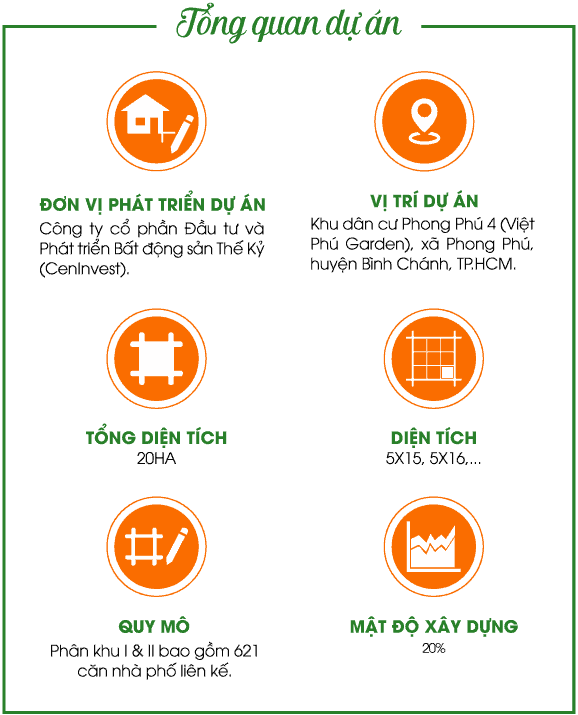 Tổng quan dự án
ĐƠN VỊ PHÁT TRIỂN DỰ ÁN
Công ty cổ phần Đầu tư và
Phát triển Bất động sản Thế Kỷ
(CenInvest).
VỊ TRÍ DỰ ÁN
Khu dân cư Phong Phú 4 (Việt
Phú Garden), xã Phong Phú,
huyện Bình Chánh, TP.HCM.
TỔNG DIỆN TÍCH
20HA
DIỆN TÍCH
5X15, 5X16,...
QUY MÔ
Phân khu I & II bao gồm 621
căn nhà phố liên kế.
MẬT ĐỘ XÂY DỰNG
20%